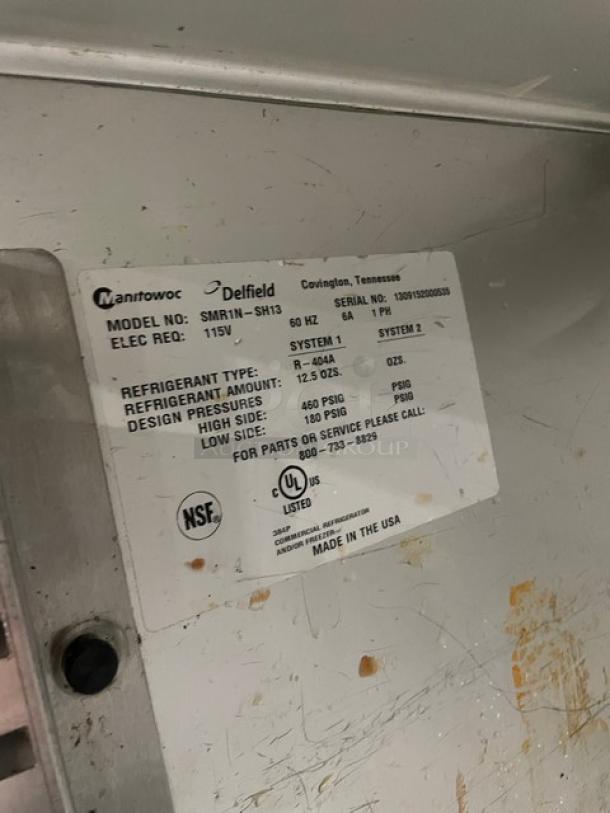 Manitowoc Delfield Covington, Tennessee
MODEL NO: SMR1N-SH13 SERIAL NO: 1309152000535
ELEC REQ: 115V 60 HZ 6A 1 PH
SYSTEM 1 SYSTEM 2
REFRIGERANT TYPE: R-404A
REFRIGERANT AMOUNT: 12.5 OZS. OZS.
DESIGN PRESSURES
HIGH SIDE: 460 PSIG PSIG
LOW SIDE: 180 PSIG PSIG
FOR PARTS OR SERVICE PLEASE CALL:
800-733-8829
NSF®
C UL US
LISTED
384P
COMMERCIAL REFRIGERATOR
AND/OR FREEZER
MADE IN THE USA